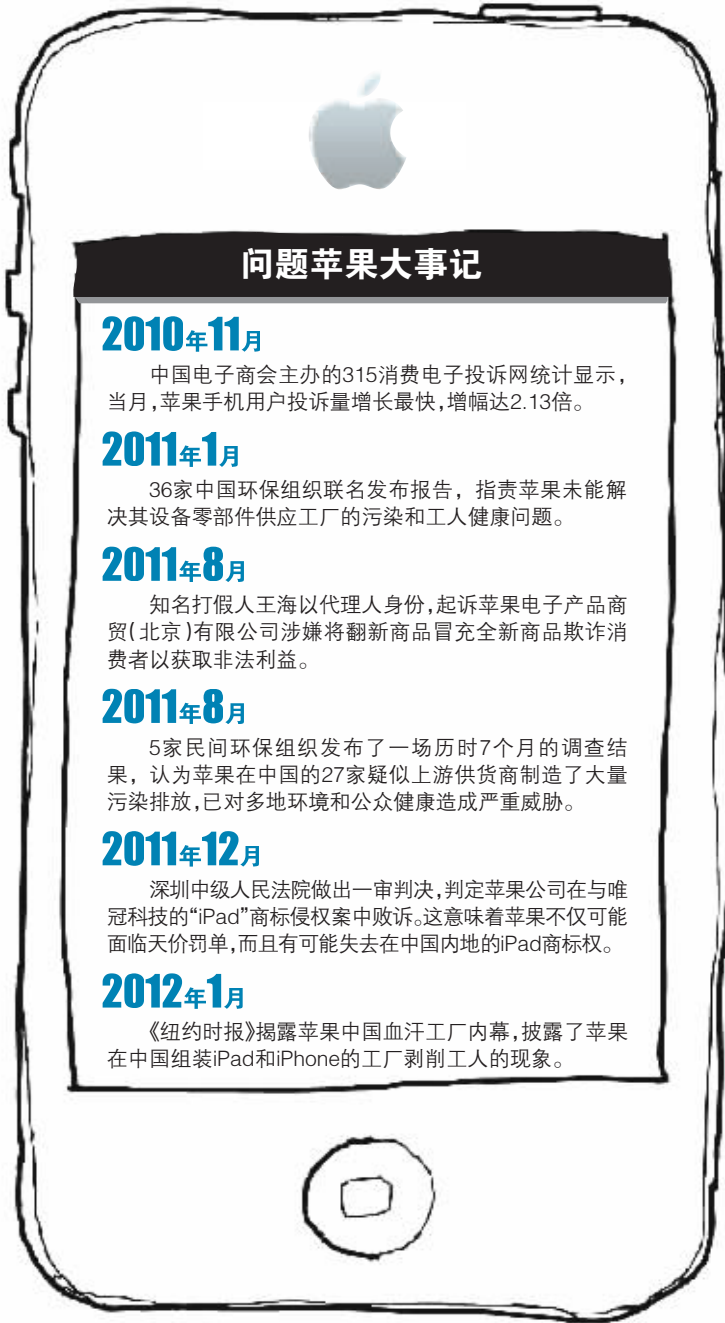 问题苹果大事记
2010年11月
中国电子商会主办的315消费电子投诉网统计显示，
当月,苹果手机用户投诉量增长最快,增幅达2.13倍。
2011年1月
36家中国环保组织联名发布报告，指责苹果未能解
决其设备零部件供应工厂的污染和工人健康问题。
2011年8月
知名打假人王海以代理人身份,起诉苹果电子产品商
贸(北京)有限公司涉嫌将翻新商品冒充全新商品欺诈消
费者以获取非法利益。
2011年8月
5家民间环保组织发布了一场历时7个月的调查结
果，认为苹果在中国的27家疑似上游供货商制造了大量
污染排放,已对多地环境和公众健康造成严重威胁。
2011年12月
深圳中级人民法院做出一审判决,判定苹果公司在与唯
冠科技的“iPad”商标侵权案中败诉。这意味着苹果不仅可能
面临天价罚单,而且有可能失去在中国内地的iPad商标权。
2012年1月
《纽约时报》揭露苹果中国血汗工厂内幕,披露了苹果
在中国组装iPad和iPhone的工厂剥削工人的现象。